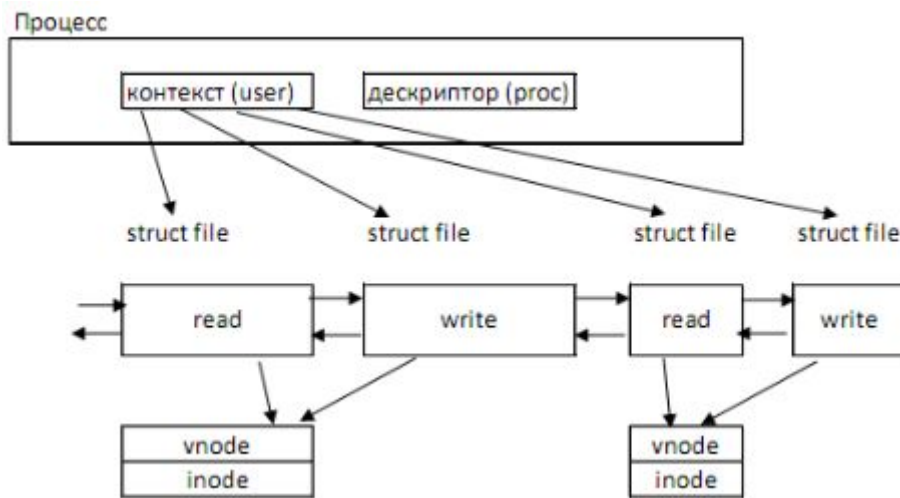 Процесс
контекст (user) дескриптор (proc)
struct file struct file struct file struct file
read write read write
vnode vnode
inode inode